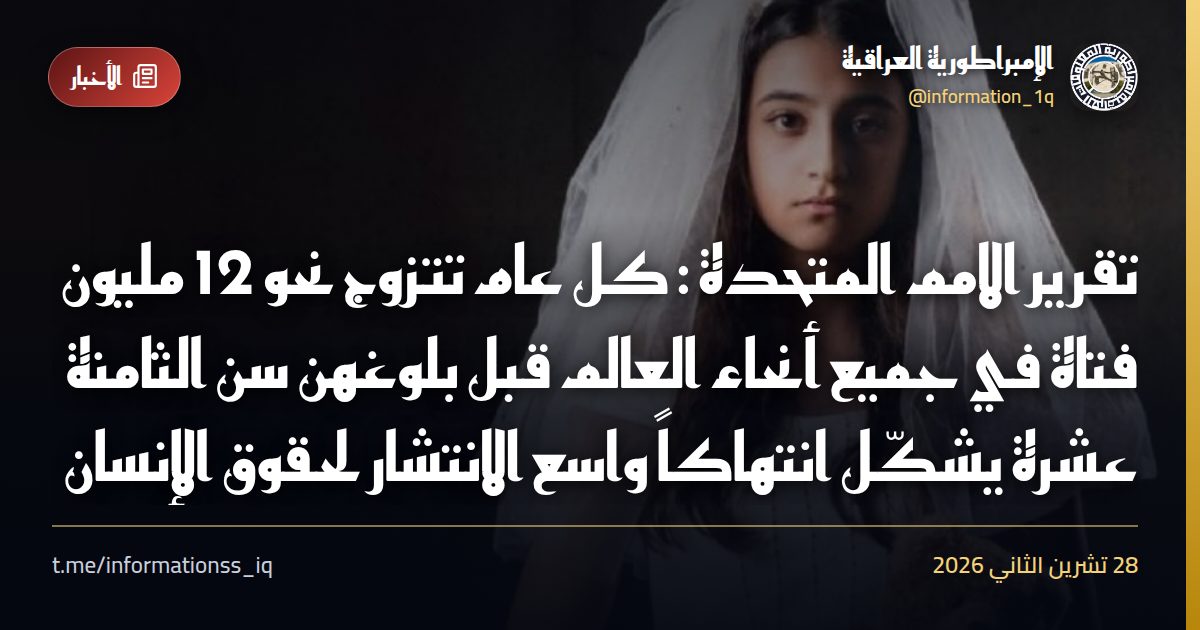 الإمبراطورية العراقية
@information_1q
الأخبار
تقرير الامم المتحدة : كل عام تتزوج نحو 12 مليون
فتاة في جميع أنحاء العالم قبل بلوغهن سن الثامنة
عشرة يشكّل انتهاكاً واسع الانتشار لحقوق الإنسان
28 تشرين الثاني 2026
t.me/informationss_iq